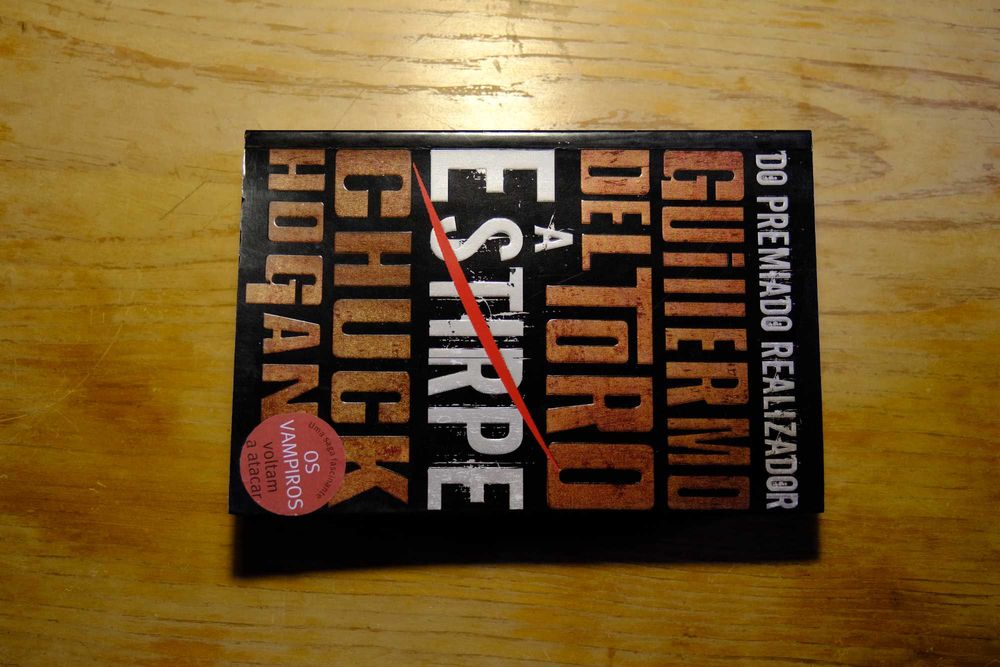 DO PREMIADO REALIZADOR
GUILLERMO
DEL TORO
A
ESTIRPE
CHUCK
HOGAN
Uma saga fascinante
OS
VAMPIROS
voltam
a atacar